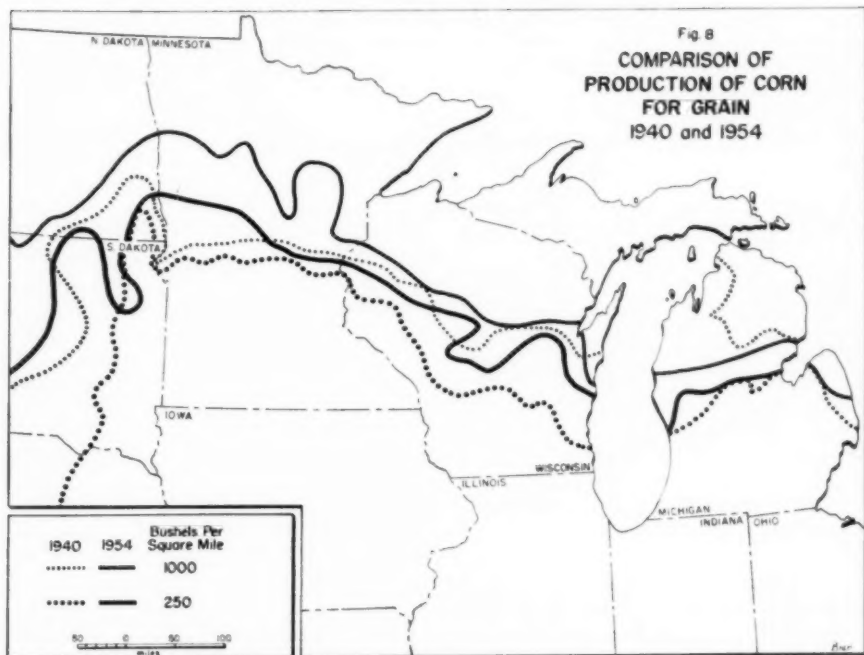 Fig. 8
COMPARISON OF
PRODUCTION OF CORN
FOR GRAIN
1940 and 1954
N. DAKOTA MINNESOTA
S. DAKOTA
IOWA
WISCONSIN
ILLINOIS
MICHIGAN
INDIANA OHIO
Bushels Per
1940 1954 Square Mile
1000
250
50 0 50 100
miles